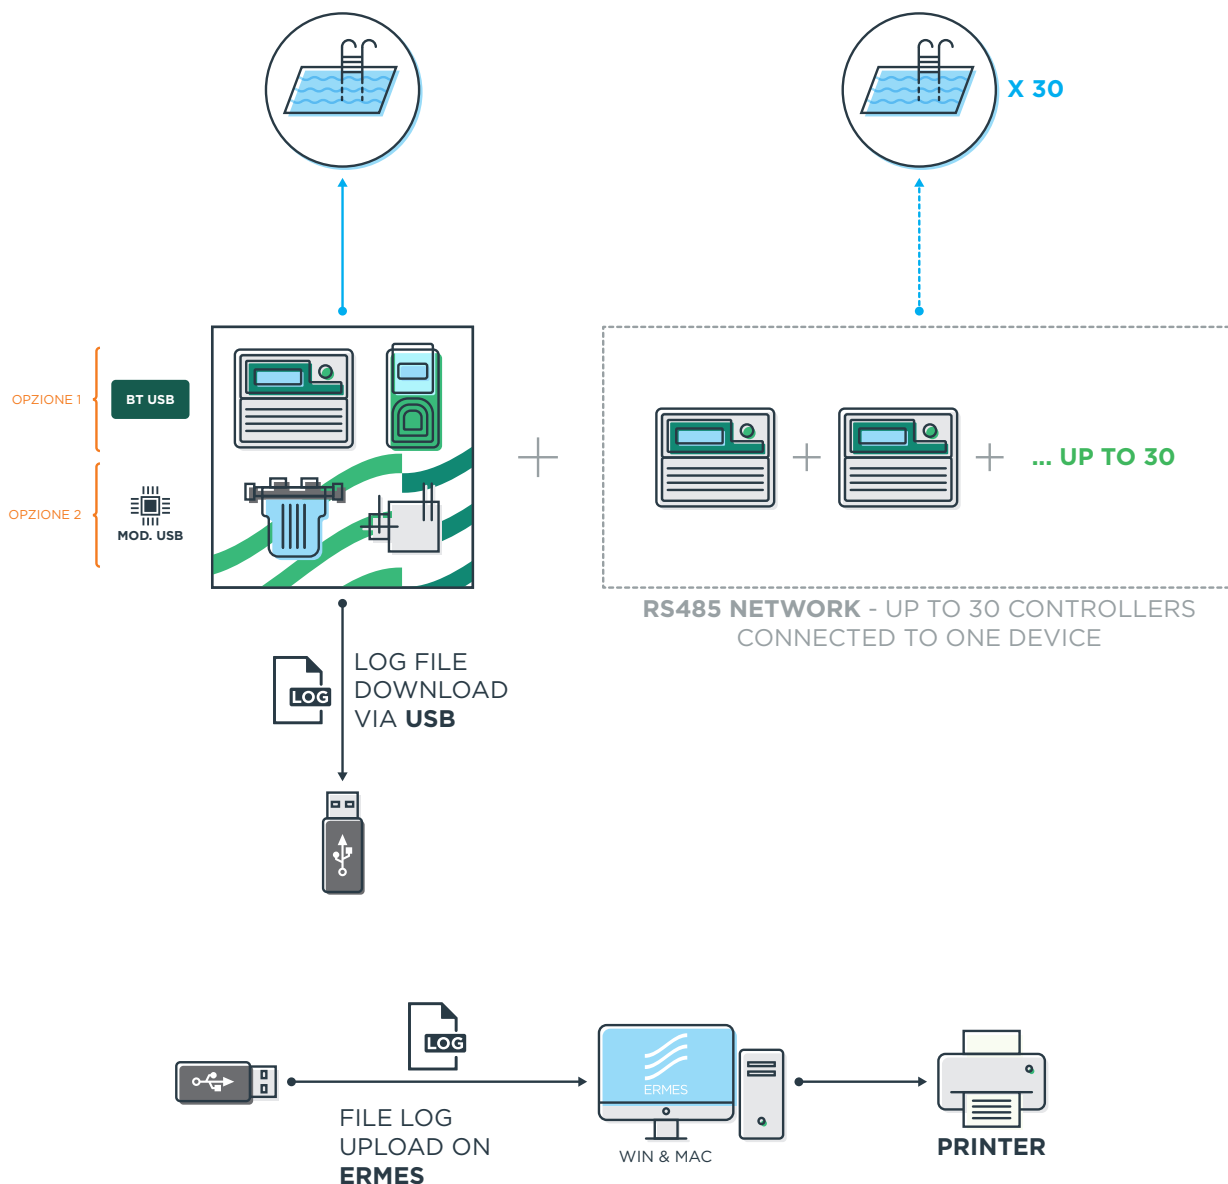 X 30
OPZIONE 1
BT USB
OPZIONE 2
MOD. USB
... UP TO 30
RS485 NETWORK - UP TO 30 CONTROLLERS
CONNECTED TO ONE DEVICE
LOG
LOG FILE
DOWNLOAD
VIA USB
LOG
FILE LOG
UPLOAD ON
ERMES
ERMES
WIN & MAC
PRINTER